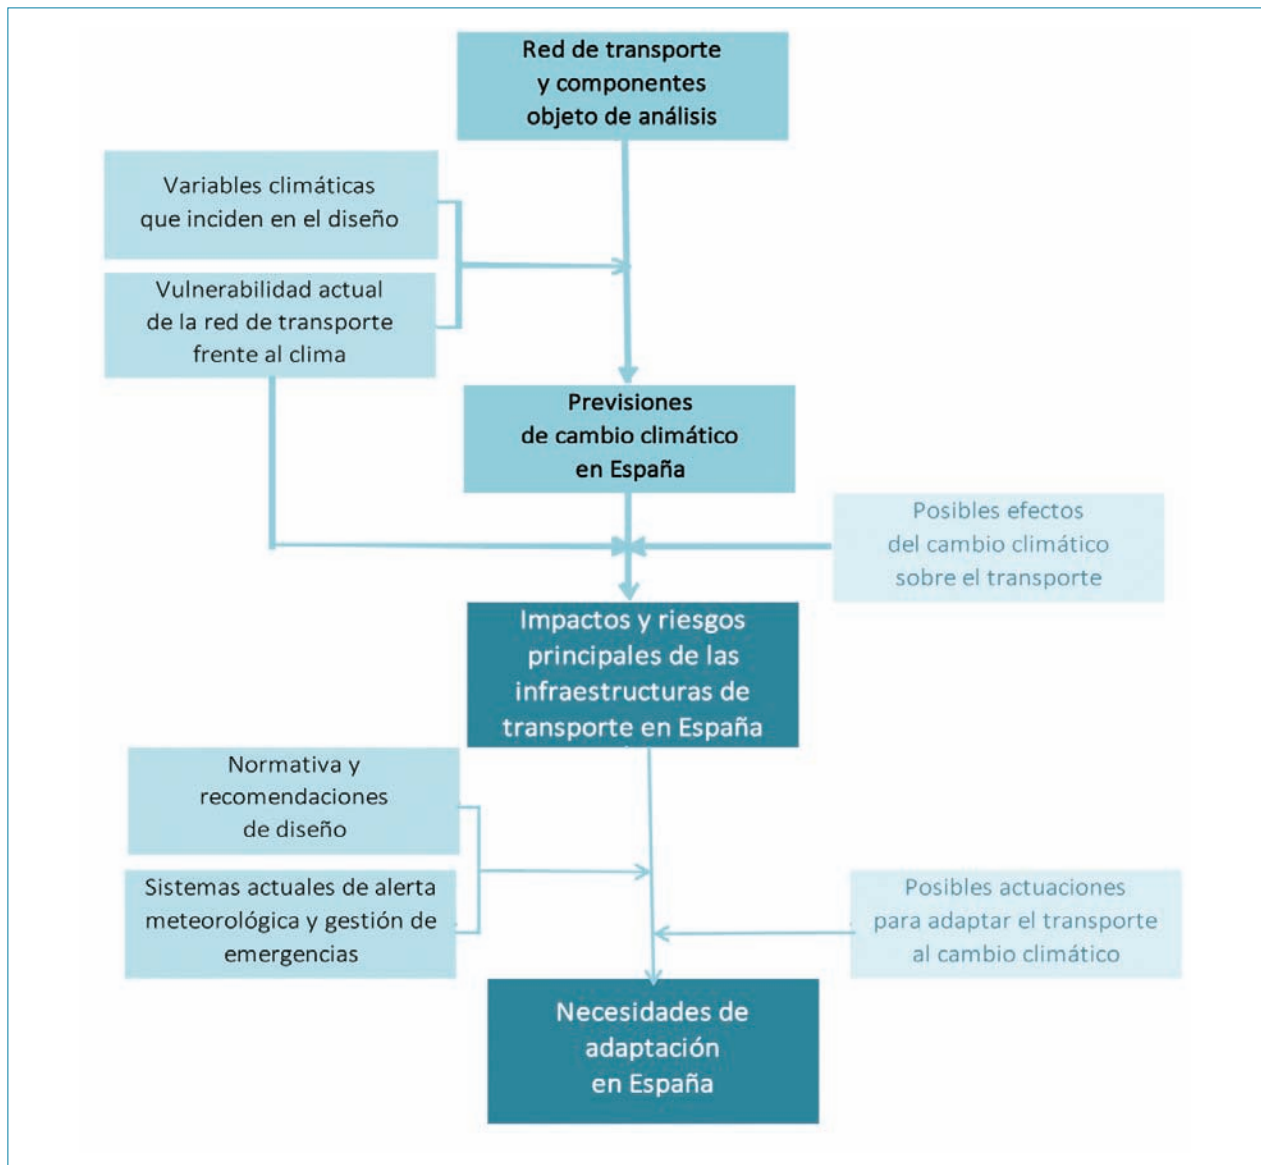 Red de transporte
y componentes
objeto de análisis
Variables climáticas
que inciden en el diseño
Vulnerabilidad actual
de la red de transporte
frente al clima
Previsiones
de cambio climático
en España
Posibles efectos
del cambio climático
sobre el transporte
Impactos y riesgos
principales de las
infraestructuras de
transporte en España
Normativa y
recomendaciones
de diseño
Sistemas actuales de alerta
meteorológica y gestión de
emergencias
Posibles actuaciones
para adaptar el transporte
al cambio climático
Necesidades de
adaptación
en España